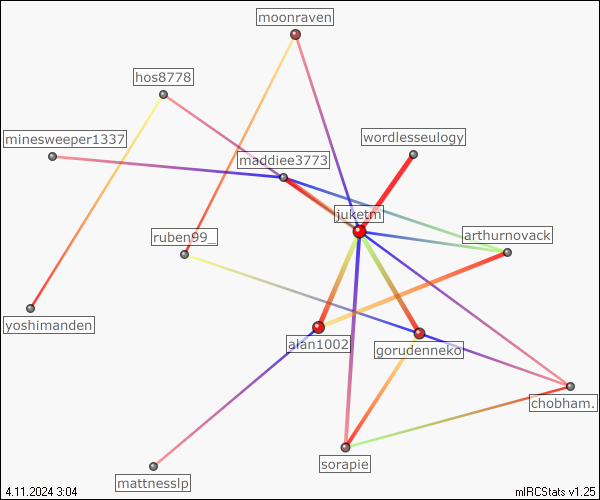 moonraven
hos8778
minesweeper1337
wordlesseulogy
maddiee3773
juketm
ruben99_
arthurnovack
yoshimanden
alan1002
gorudenneko
chobham.
sorapie
mattnesslp
4.11.2024 3:04
mIRCStats v1.25